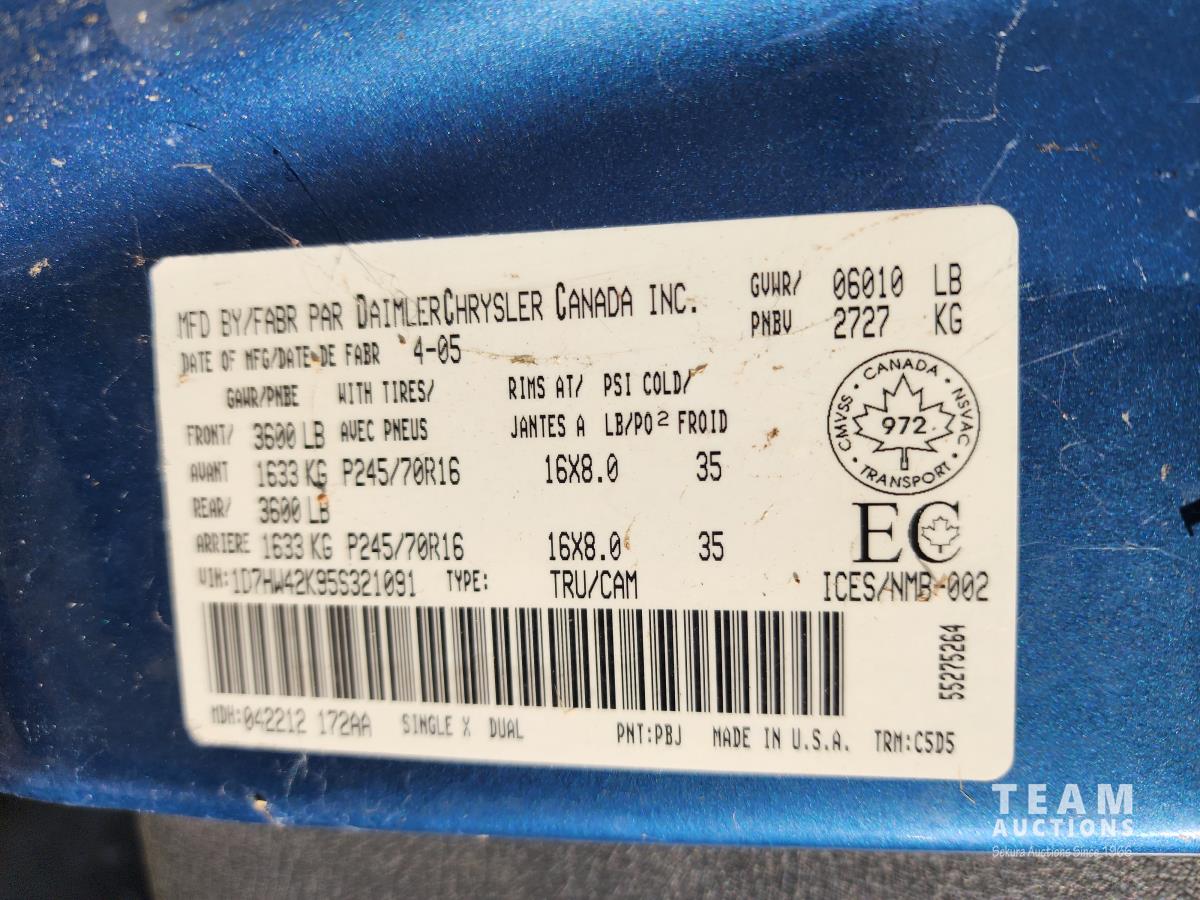 MFD BY/FABR PAR DAIMLERCHRYSLER CANADA INC.
GVWR/ 06010 LB
PNBV 2727 KG
DATE OF MFG/DATE DE FABR 4-05
GAWR/PNBE WITH TIRES/ RIMS AT/ PSI COLD/
FRONT/ 3600 LB AVEC PNEUS JANTES A LB/PO² FROID
AVANT 1633 KG P245/70R16 16X8.0 35
REAR/ 3600 LB
ARRIERE 1633 KG P245/70R16 16X8.0 35
VIN: 1D7HW42K95S321091 TYPE: TRU/CAM
CANADA
CMVSS 972 NSVAC
TRANSPORT
EC
ICES/NMB-002
55275264
MDH: 042212 172AA SINGLE X DUAL PNT: PBJ MADE IN U.S.A. TRM: C5D5
TEAM
AUCTIONS
Sekura Auctions Since 1966